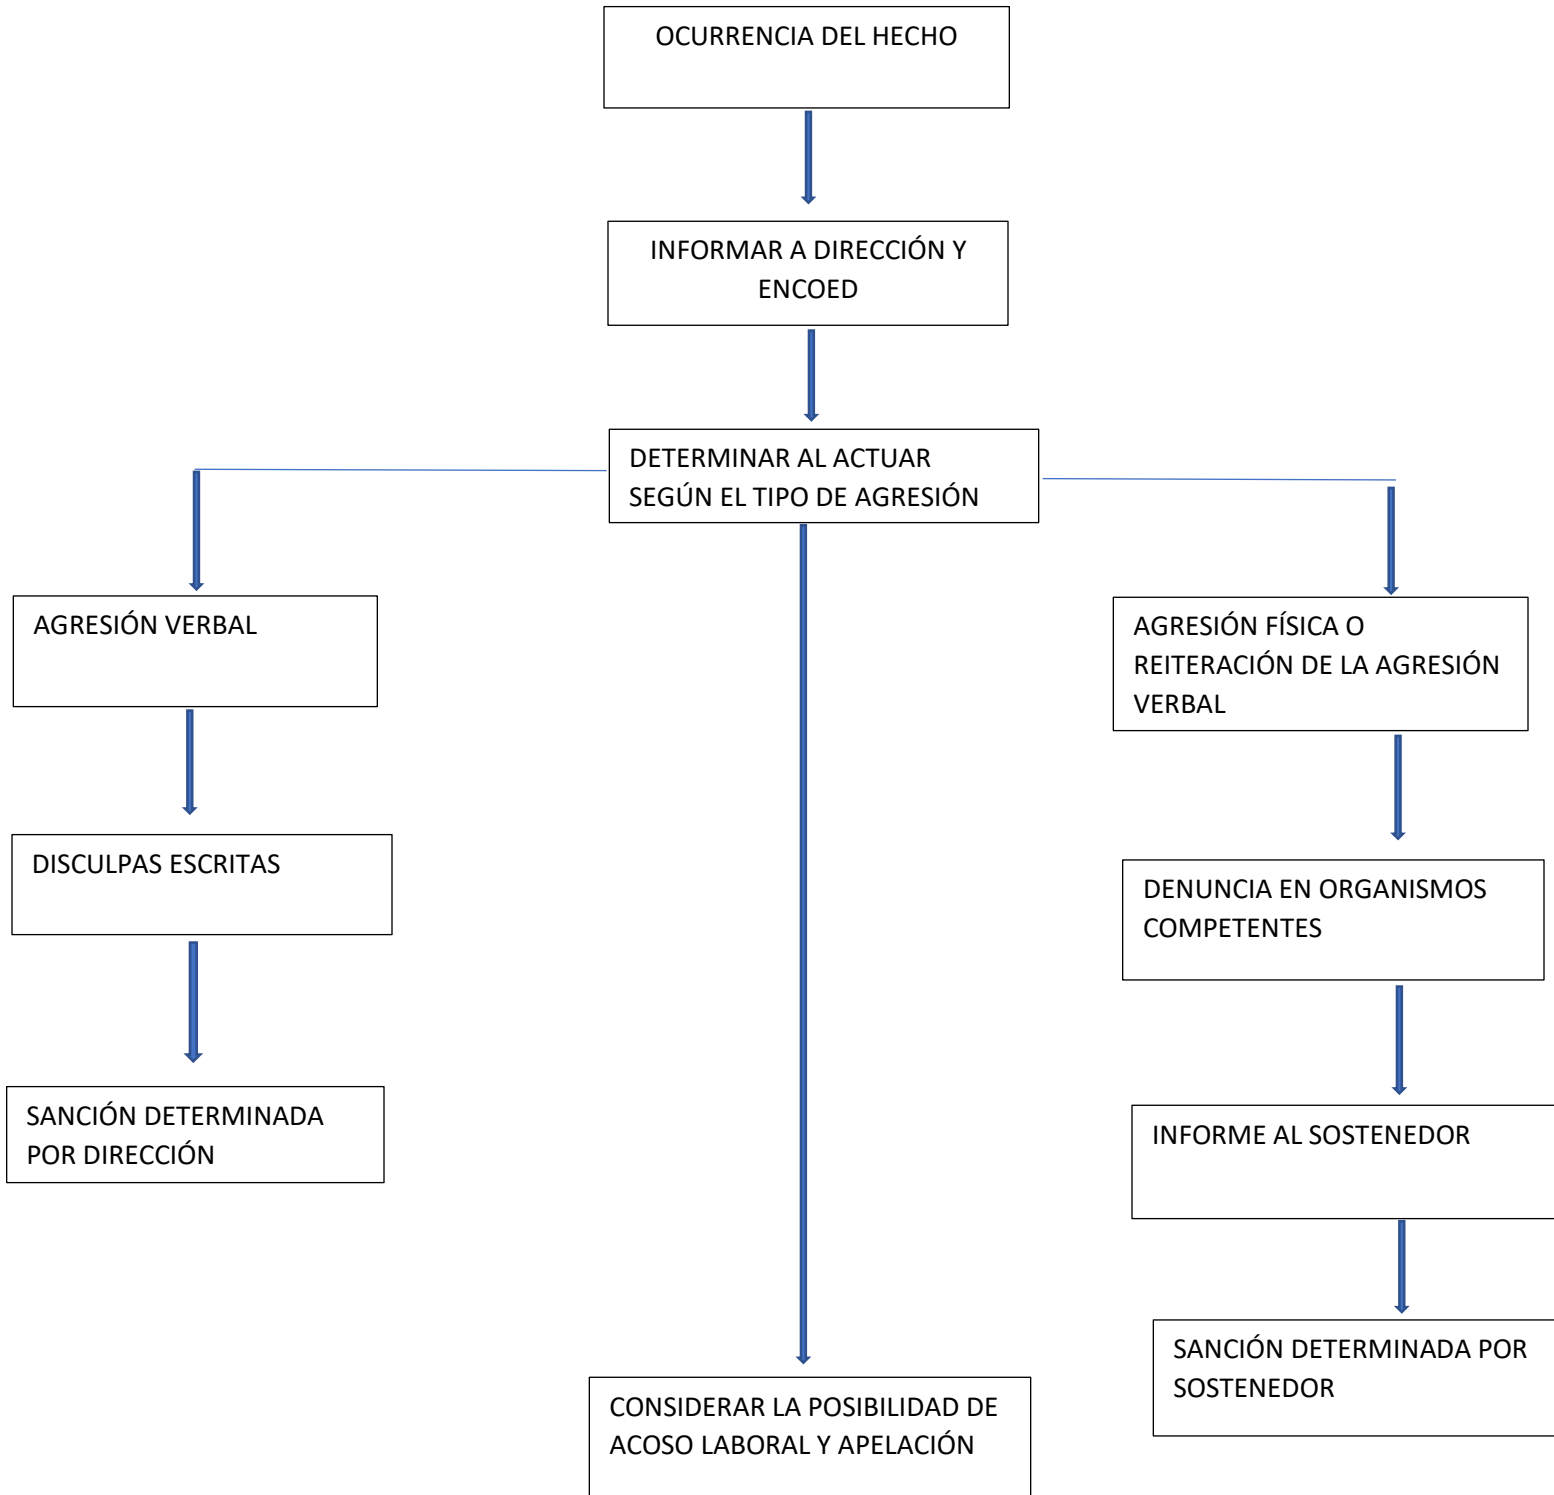 OCURRENCIA DEL HECHO
INFORMAR A DIRECCIÓN Y
ENCOED
DETERMINAR AL ACTUAR
SEGÚN EL TIPO DE AGRESIÓN
AGRESIÓN VERBAL
AGRESIÓN FÍSICA O
REITERACIÓN DE LA AGRESIÓN
VERBAL
DISCULPAS ESCRITAS
DENUNCIA EN ORGANISMOS
COMPETENTES
SANCIÓN DETERMINADA
POR DIRECCIÓN
INFORME AL SOSTENEDOR
SANCIÓN DETERMINADA POR
SOSTENEDOR
CONSIDERAR LA POSIBILIDAD DE
ACOSO LABORAL Y APELACIÓN